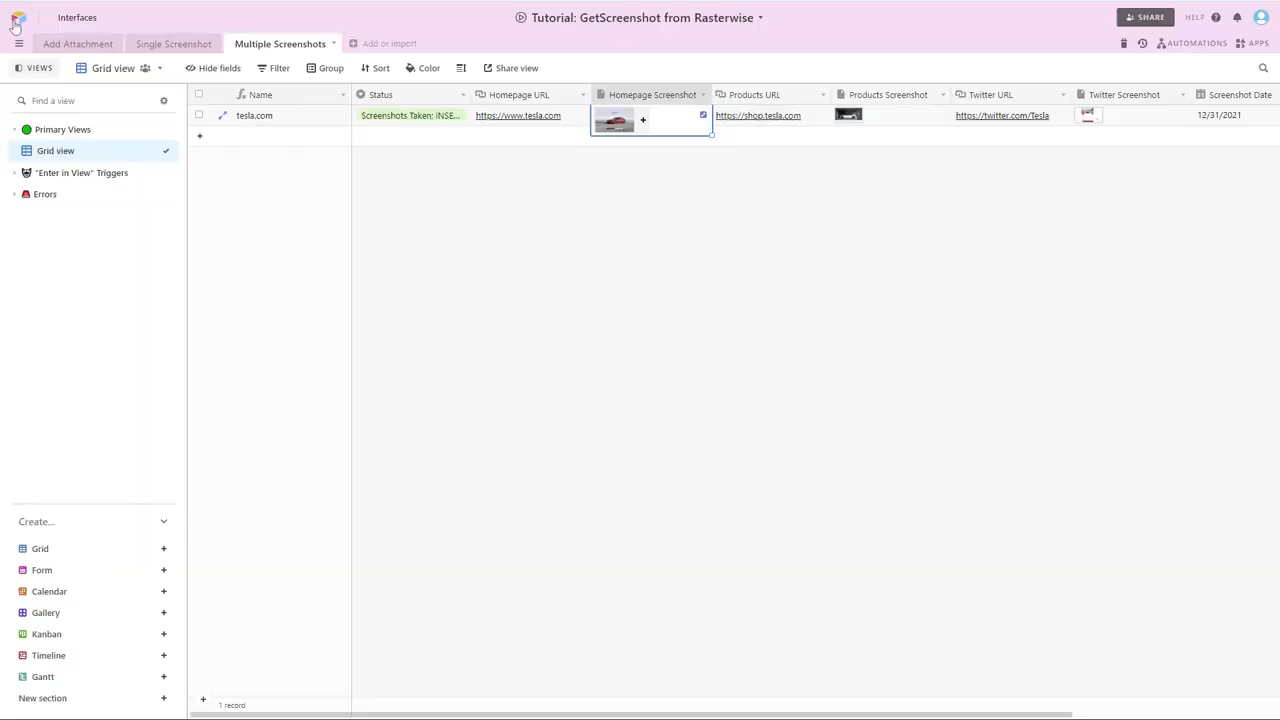 Interfaces
Tutorial: GetScreenshot from Rasterwise
SHARE
HELP
Add Attachment
Single Screenshot
Multiple Screenshots
Add or import
AUTOMATIONS
APPS
VIEWS
Grid view
Hide fields
Filter
Group
Sort
Color
Share view
Find a view
Name
Status
Homepage URL
Homepage Screenshot
Products URL
Products Screenshot
Twitter URL
Twitter Screenshot
Screenshot Date
tesla.com
Screenshots Taken; INSE...
https://www.tesla.com
https://shop.tesla.com
https://twitter.com/Tesla
12/31/2021
Primary Views
Grid view
"Enter in View" Triggers
Errors
Create...
Grid
Form
Calendar
Gallery
Kanban
Timeline
Gantt
New section
1 record